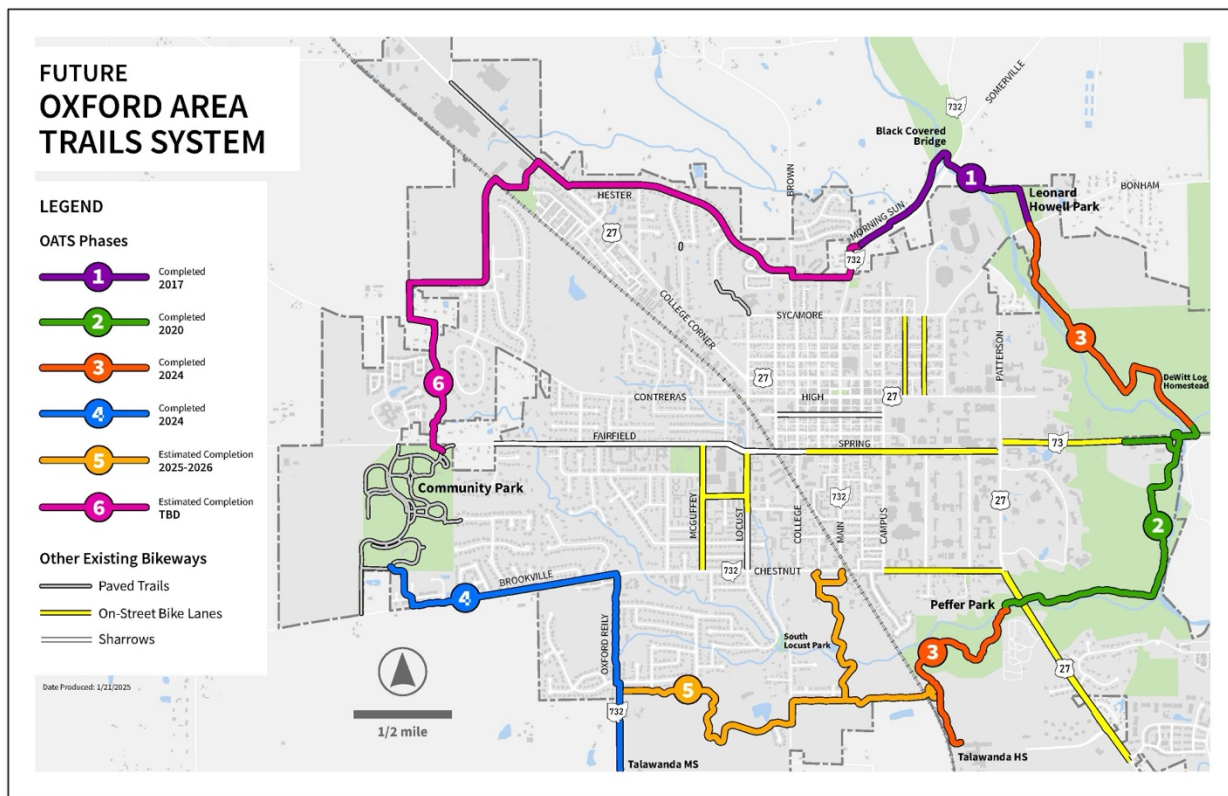 FUTURE
OXFORD AREA
TRAILS SYSTEM
LEGEND
OATS Phases
1
Completed
2017
2
Completed
2020
3
Completed
2024
4
Completed
2024
5
Estimated Completion
2025-2026
6
Estimated Completion
TBD
Other Existing Bikeways
Paved Trails
On-Street Bike Lanes
Sharrows
Date Produced: 1/21/2025
1/2 mile
SOMERVILLE
732
Black Covered
Bridge
1
BONHAM
Leonard
Howell Park
BROWN
HESTER
27
MORNING SUN
732
COLLEGE CORNER
SYCAMORE
PATTERSON
3
DeWitt Log
Homestead
27
6
CONTRERAS
HIGH
27
FAIRFIELD
SPRING
73
Community Park
MCGUFFEY
LOCUST
COLLEGE
732
MAIN
CAMPUS
27
2
732
CHESTNUT
BROOKVILLE
4
Peffer Park
OXFORD REILY
South
Locust Park
3
27
5
732
Talawanda MS
Talawanda HS